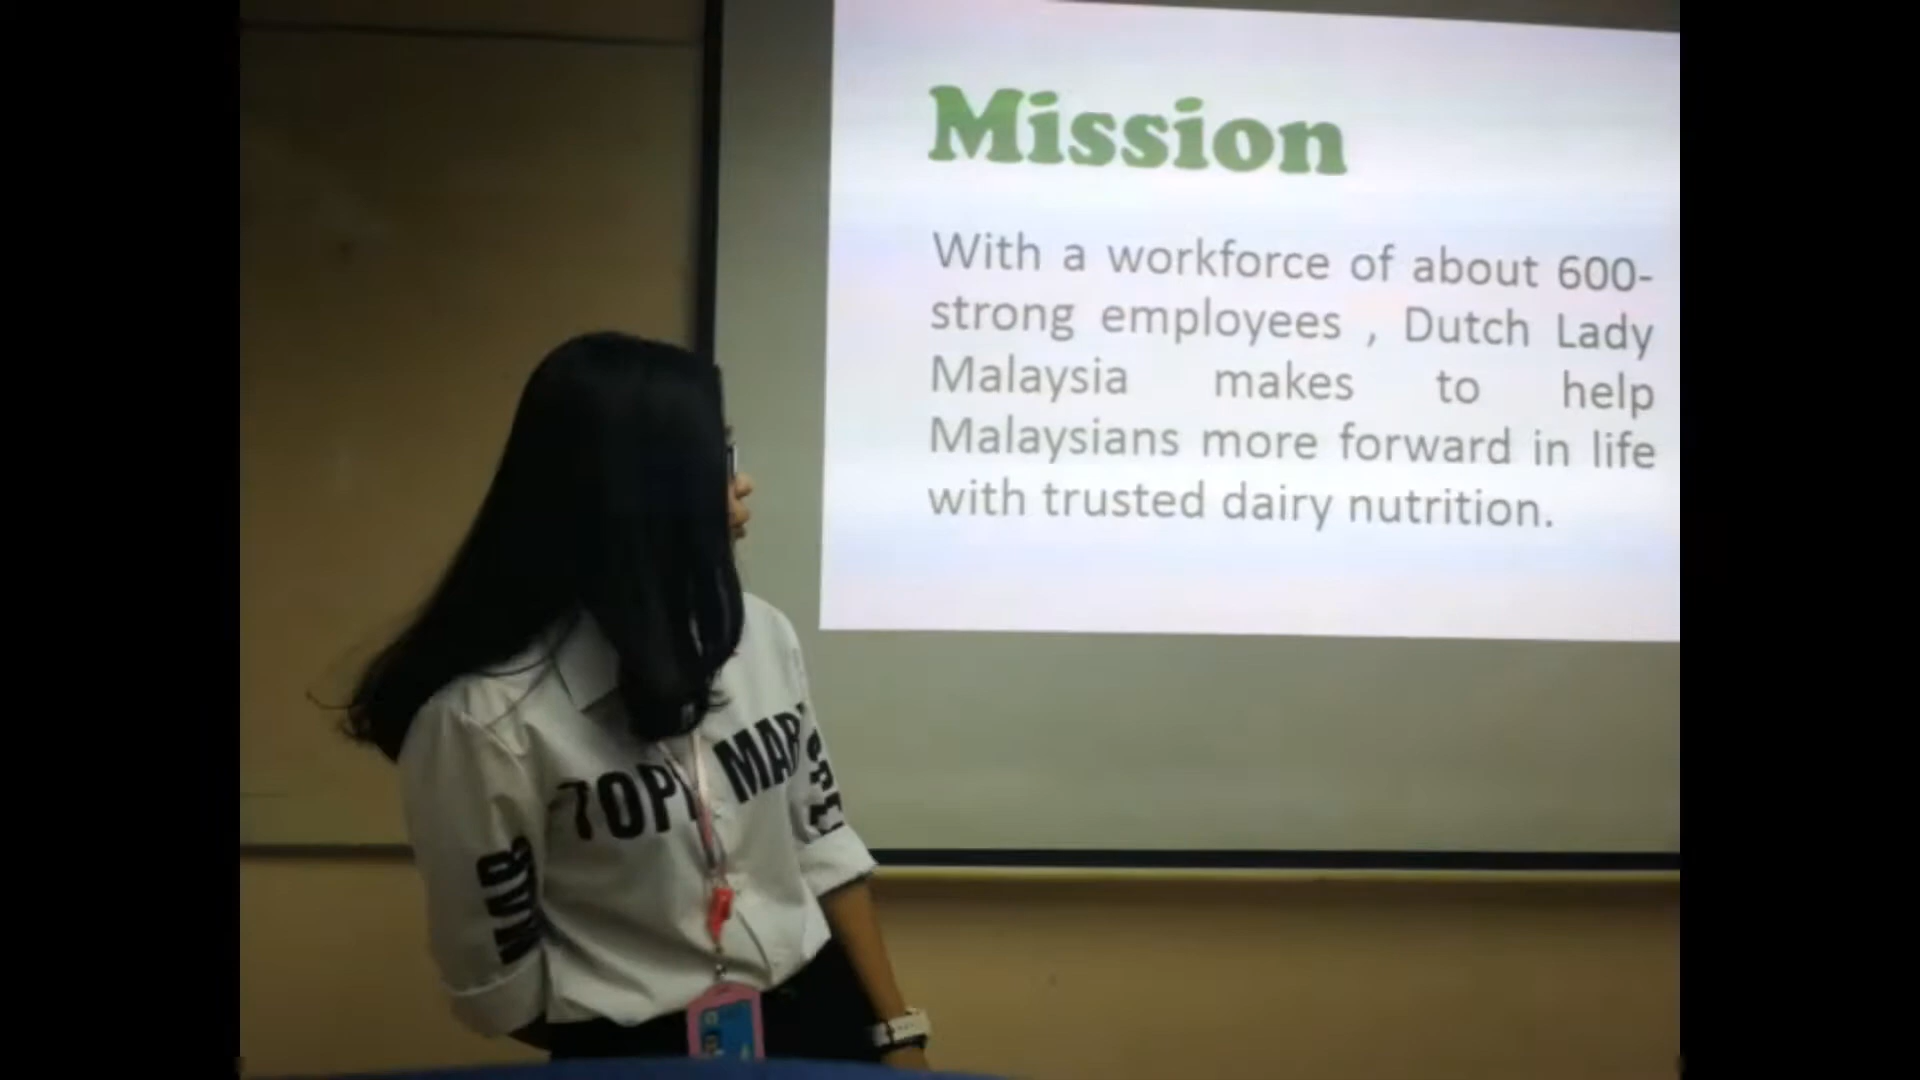 Mission
With a workforce of about 600-
strong employees , Dutch Lady
Malaysia makes to help
Malaysians more forward in life
with trusted dairy nutrition.
MAR